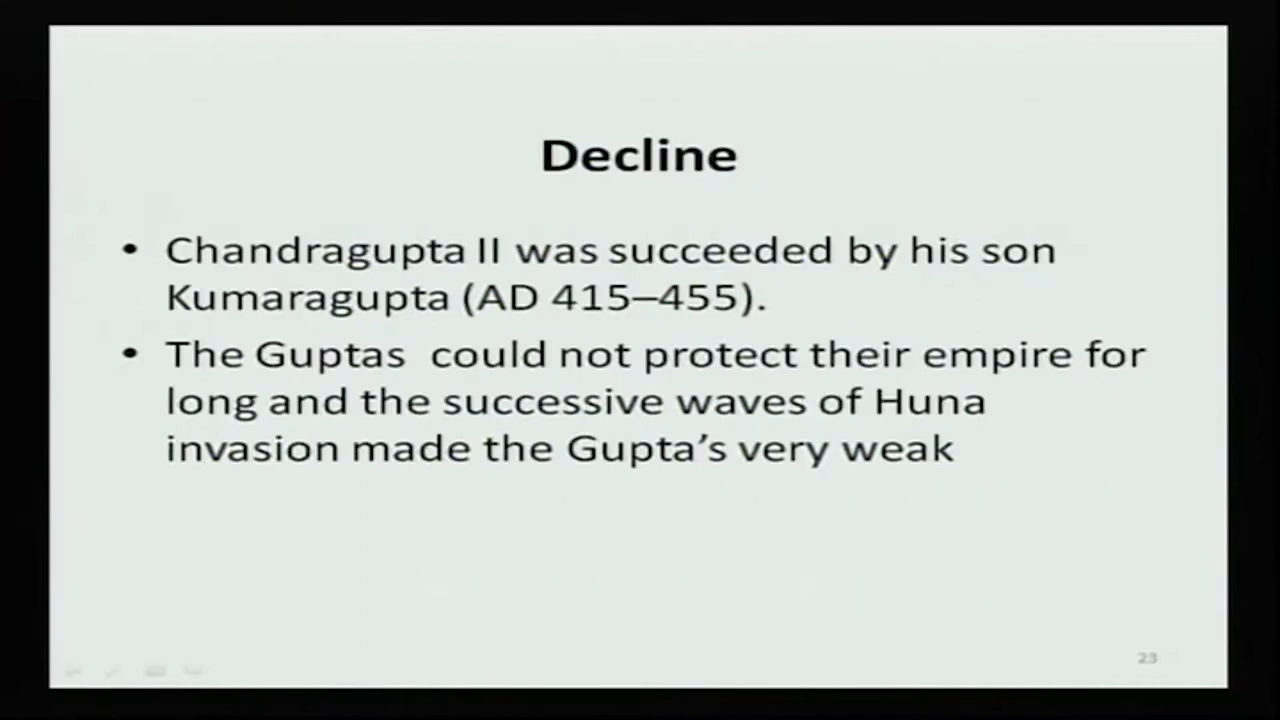 Decline
• Chandragupta II was succeeded by his son
Kumaragupta (AD 415–455).
• The Guptas could not protect their empire for
long and the successive waves of Huna
invasion made the Gupta’s very weak
23